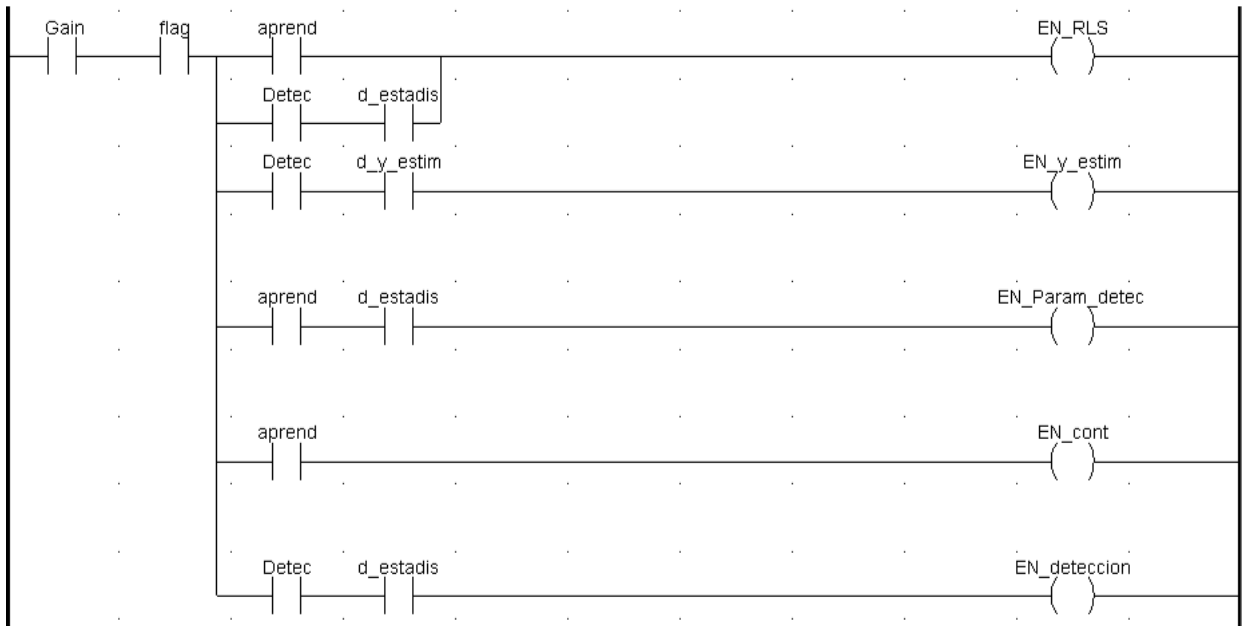 Gain flag aprend EN_RLS
Detec d_estadis
Detec d_y_estim EN_y_estim
aprend d_estadis EN_Param_detec
aprend EN_cont
Detec d_estadis EN_deteccion